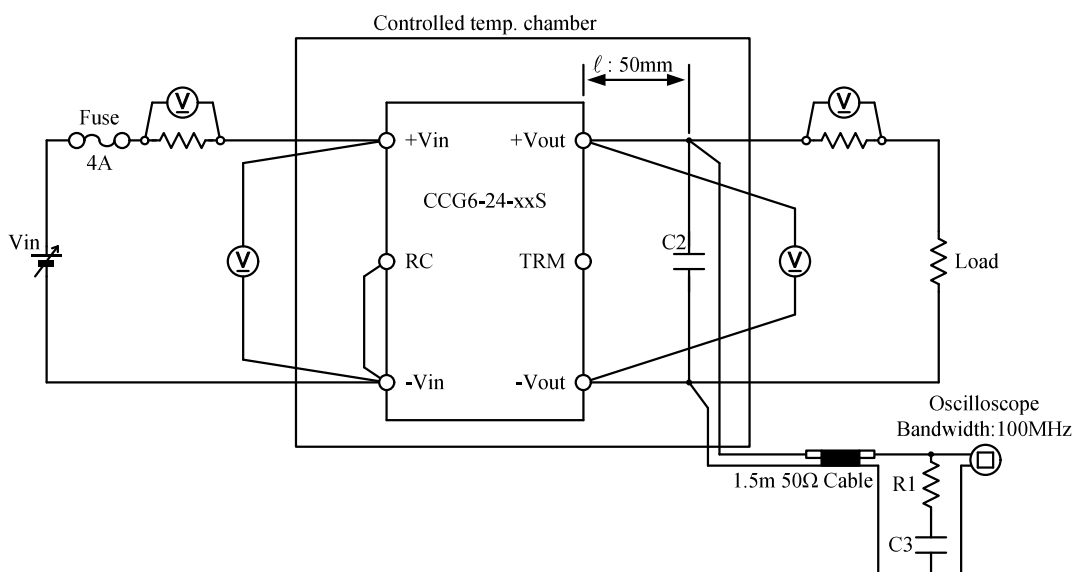 Controlled temp. chamber
ℓ : 50mm
V
V
Fuse
4A
+Vin
+Vout
CCG6-24-xxS
Vin
V
RC
TRM
C2
V
Load
-Vin
-Vout
Oscilloscope
Bandwidth:100MHz
1.5m 50Ω Cable
R1
C3